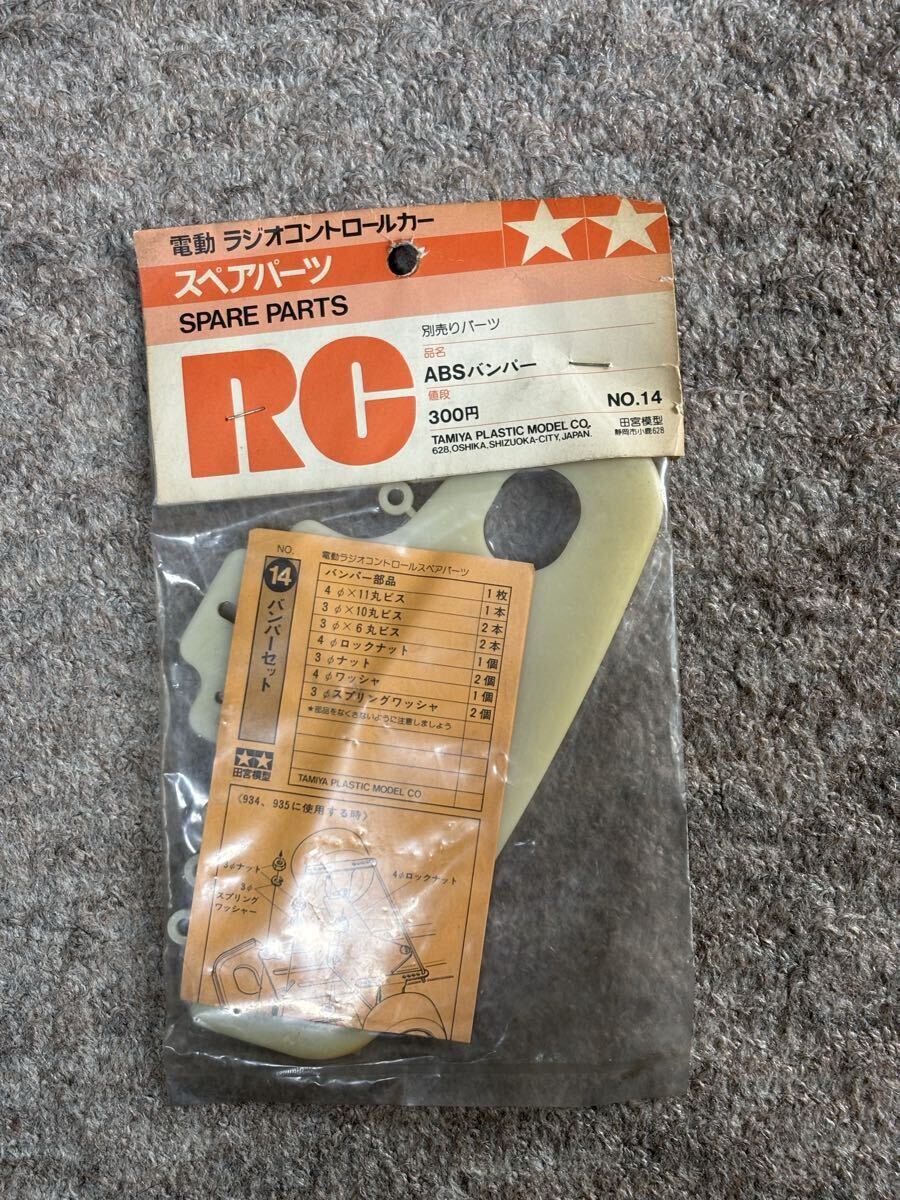 電動 ラジオコントロールカー
スペアパーツ
SPARE PARTS
RC
別売りパーツ
品名
ABSバンパー
値段
300円
NO.14
TAMIYA PLASTIC MODEL CO.
628, OSHIKA, SHIZUOKA-CITY, JAPAN.
田宮模型
静岡市小鹿628
NO.
14
バンパーセット
田宮模型
電動ラジオコントロールスペアパーツ
バンパー部品 1枚
4φ×11丸ビス 1本
3φ×10丸ビス 2本
3φ×6丸ビス 2本
4φロックナット 1個
3φナット 2個
4φワッシャ 1個
3φスプリングワッシャ 2個
★部品をなくさないように注意しましょう
TAMIYA PLASTIC MODEL CO
〈934、935に使用する時〉
3φナット
3φ
スプリング
ワッシャー
4φロックナット